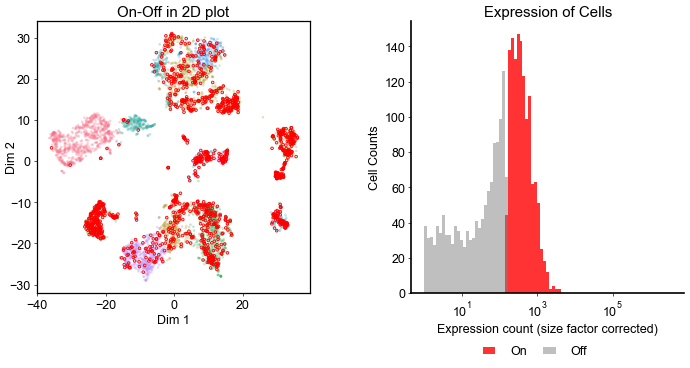 On-Off in 2D plot
Dim 2
30
20
10
0
−10
−20
−30
−40
−20
0
20
Dim 1
Expression of Cells
Cell Counts
140
120
100
80
60
40
20
0
10^1
10^3
10^5
Expression count (size factor corrected)
On
Off